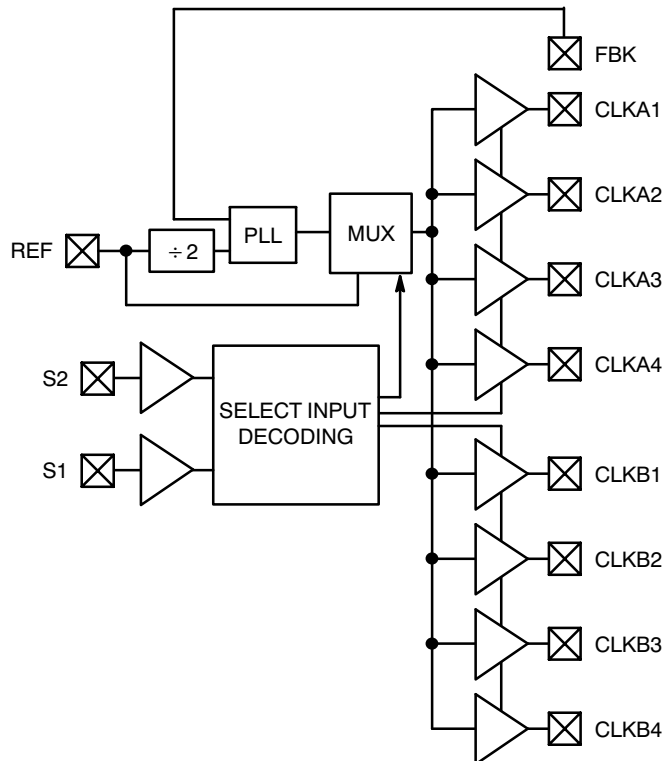 FBK
CLKA1
CLKA2
PLL
MUX
REF
÷ 2
CLKA3
CLKA4
S2
SELECT INPUT
DECODING
S1
CLKB1
CLKB2
CLKB3
CLKB4